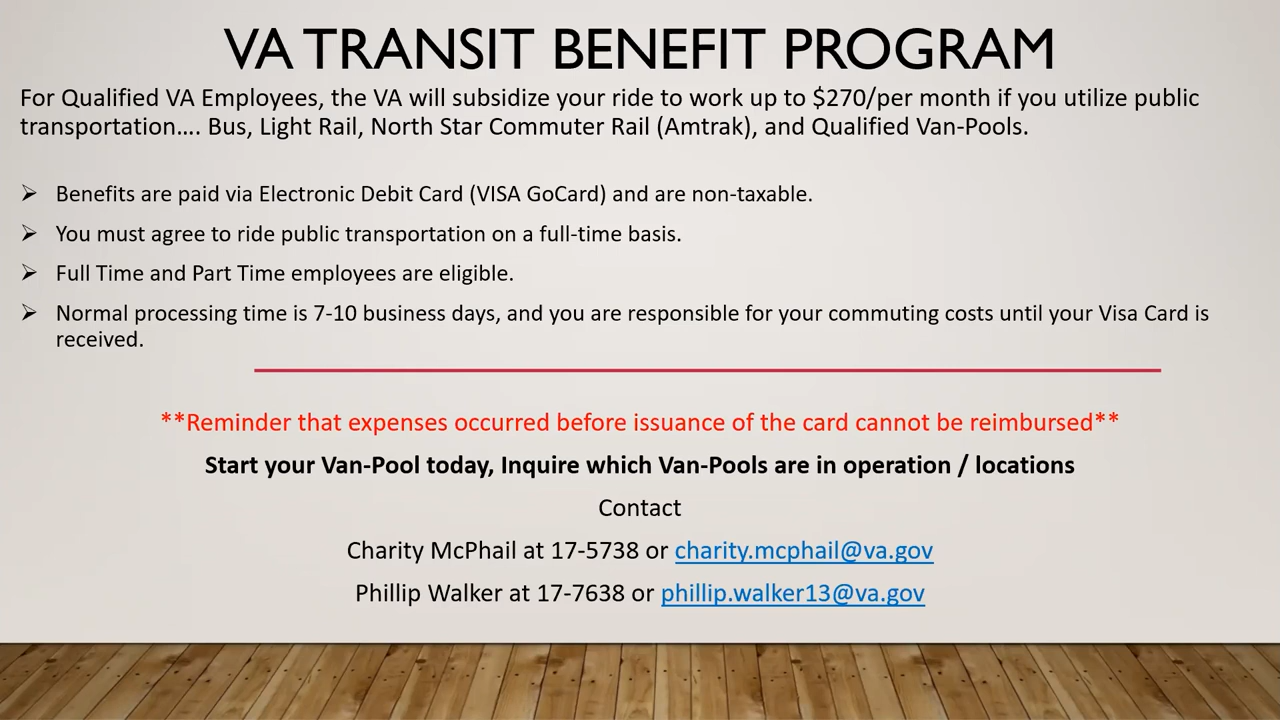 VA TRANSIT BENEFIT PROGRAM
For Qualified VA Employees, the VA will subsidize your ride to work up to $270/per month if you utilize public
transportation…. Bus, Light Rail, North Star Commuter Rail (Amtrak), and Qualified Van-Pools.
➢ Benefits are paid via Electronic Debit Card (VISA GoCard) and are non-taxable.
➢ You must agree to ride public transportation on a full-time basis.
➢ Full Time and Part Time employees are eligible.
➢ Normal processing time is 7-10 business days, and you are responsible for your commuting costs until your Visa Card is
received.
**Reminder that expenses occurred before issuance of the card cannot be reimbursed**
Start your Van-Pool today, Inquire which Van-Pools are in operation / locations
Contact
Charity McPhail at 17-5738 or charity.mcphail@va.gov
Phillip Walker at 17-7638 or phillip.walker13@va.gov